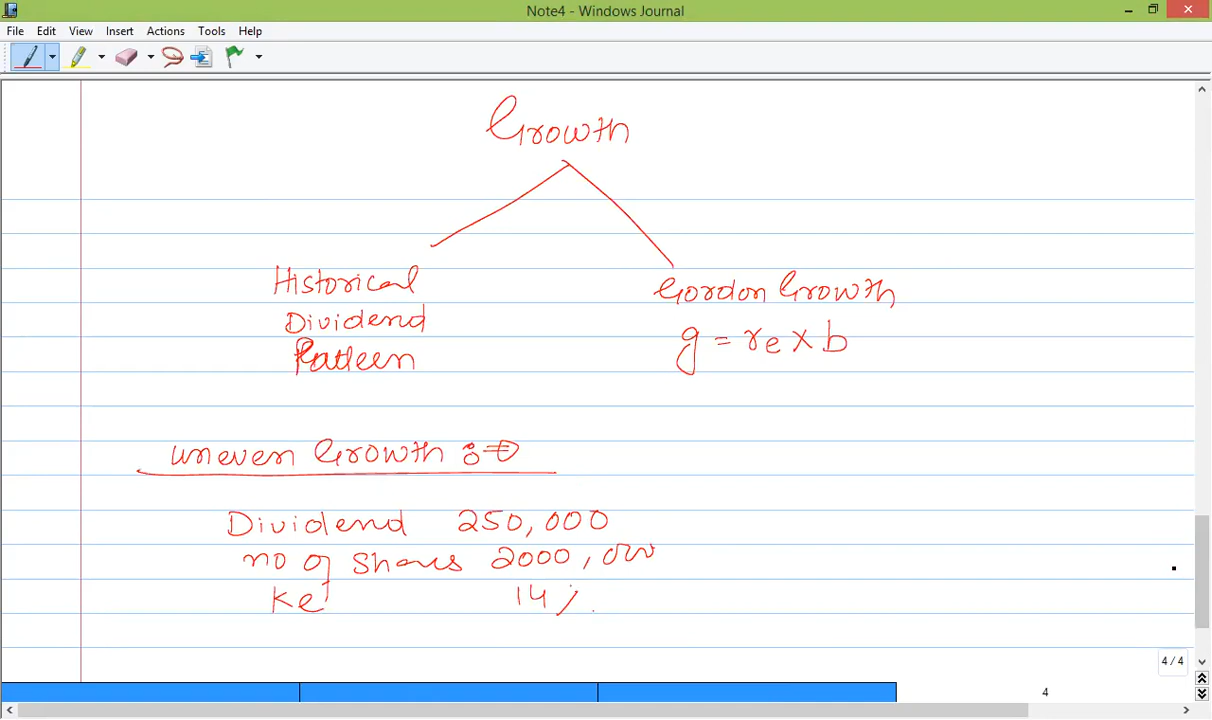 Note4 - Windows Journal
File Edit View Insert Actions Tools Help
Growth
Historical
Dividend
Patleen
Gordon Growth
g = re x b
uneven Growth :
Dividend 250,000
no of Shares 2000,000
Ke 14%
4 / 4
4